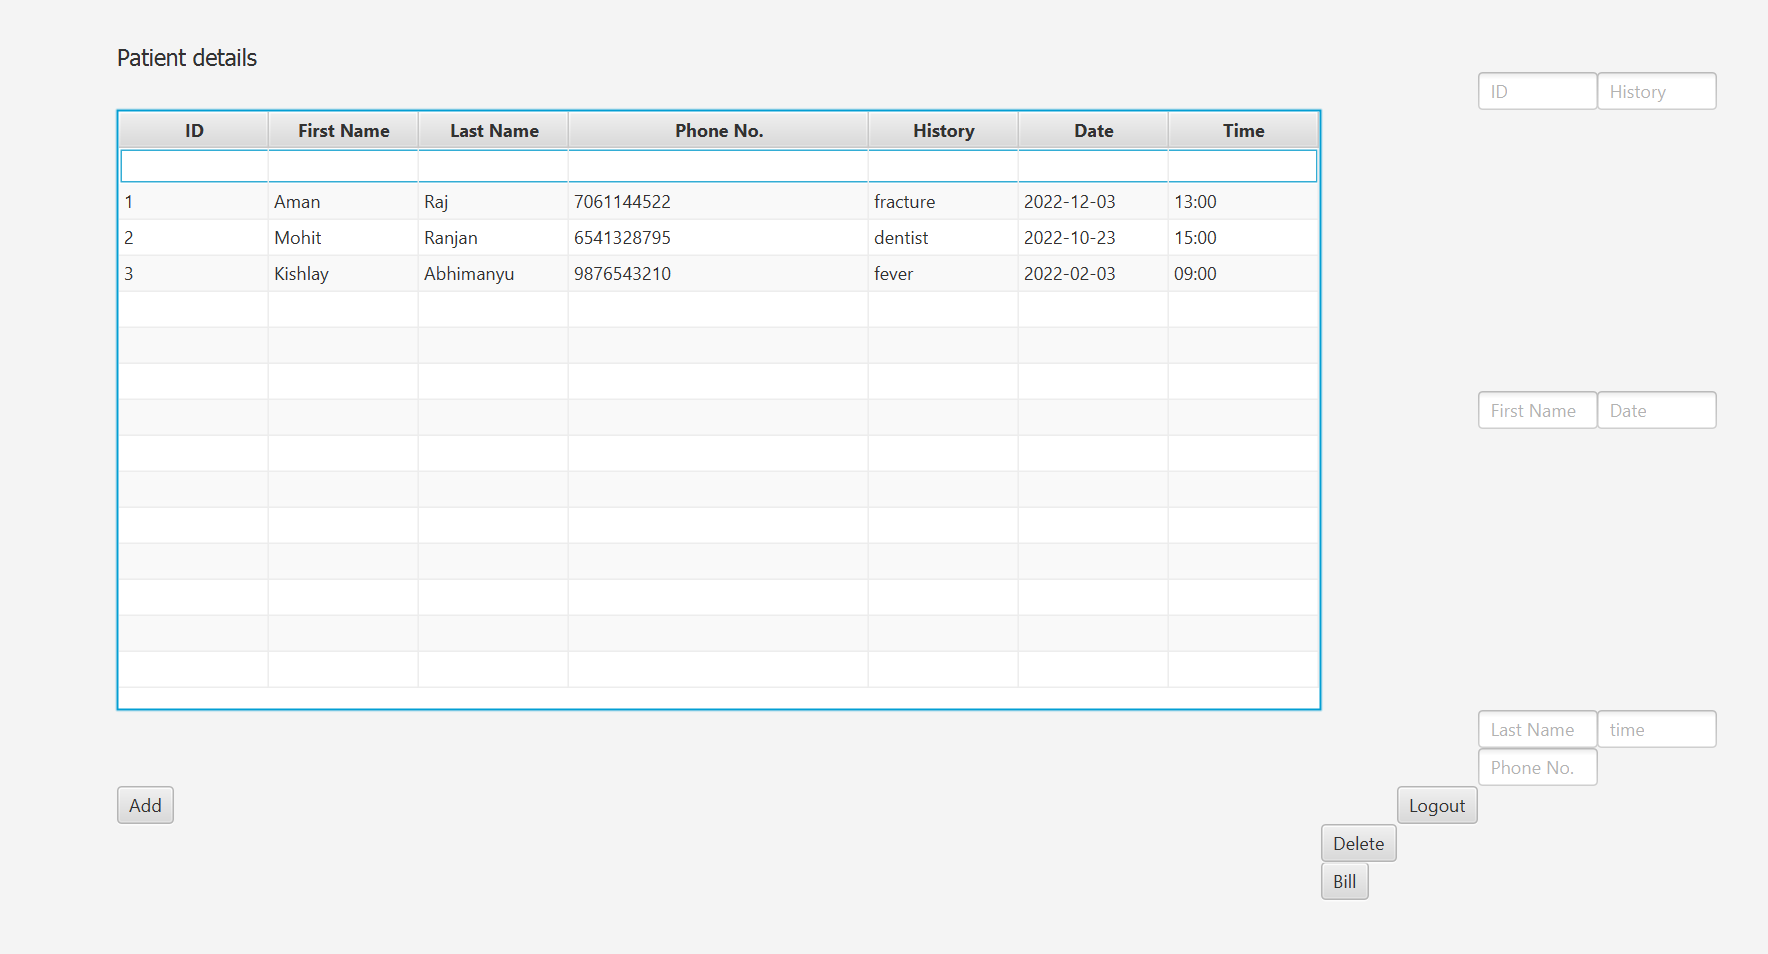 Patient details
ID History
ID First Name Last Name Phone No. History Date Time
1 Aman Raj 7061144522 fracture 2022-12-03 13:00
2 Mohit Ranjan 6541328795 dentist 2022-10-23 15:00
3 Kishlay Abhimanyu 9876543210 fever 2022-02-03 09:00
First Name Date
Last Name time
Phone No.
Add Logout
Delete
Bill